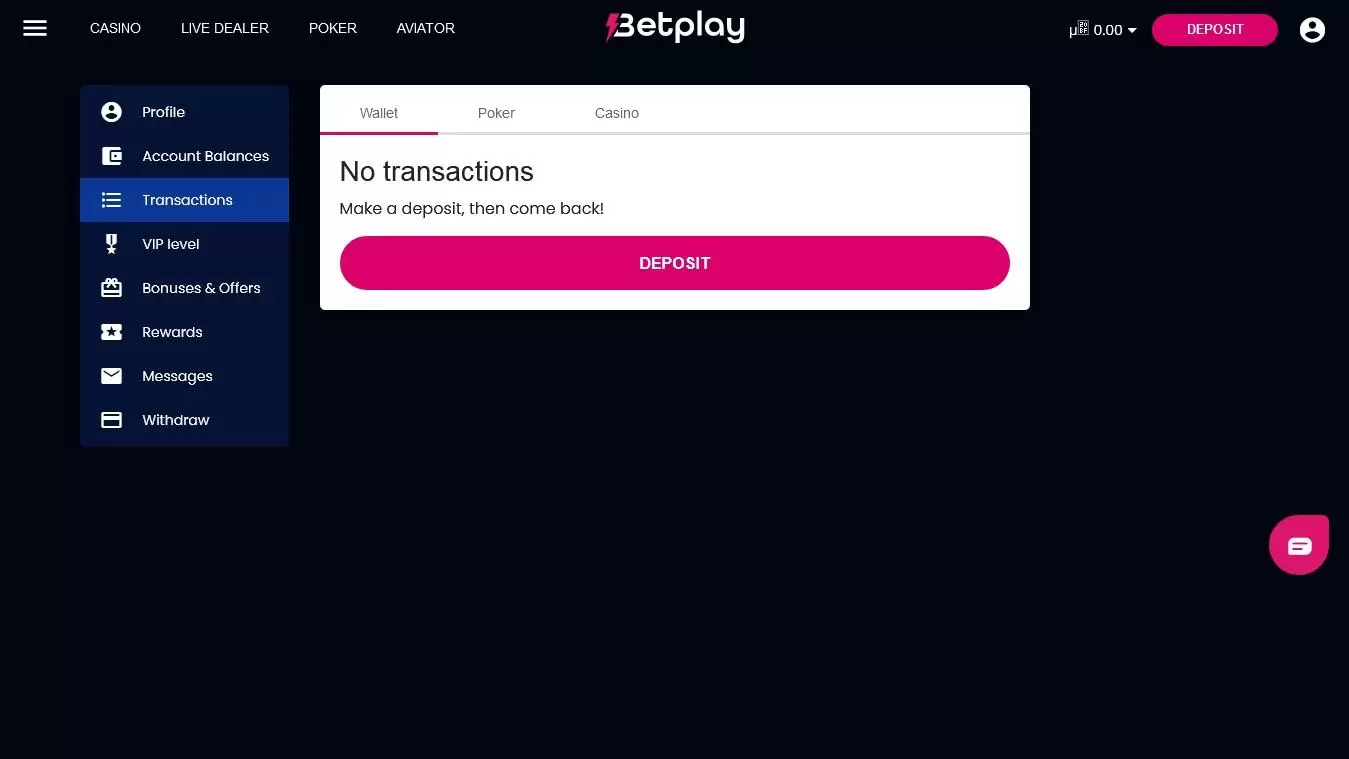 CASINO LIVE DEALER POKER AVIATOR Betplay µ₿ 0.00 DEPOSIT
Profile
Account Balances
Transactions
VIP level
Bonuses & Offers
Rewards
Messages
Withdraw
Wallet Poker Casino
No transactions
Make a deposit, then come back!
DEPOSIT